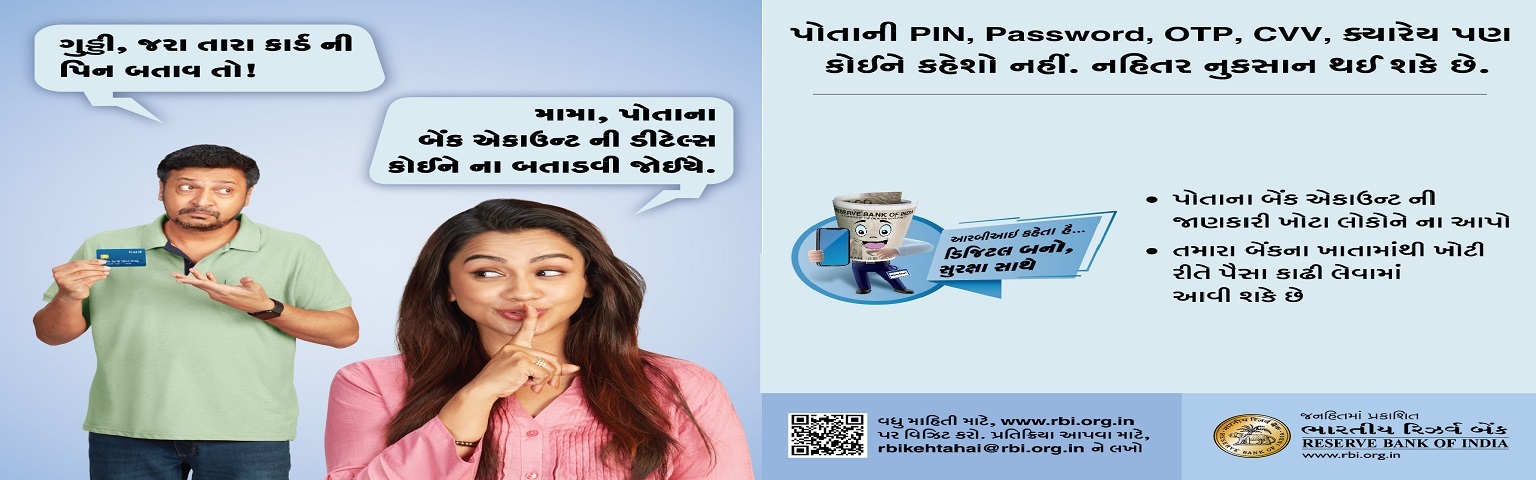 ગુડ્ડી, જરા તારા કાર્ડ ની
પિન બતાવ તો!
મામા, પોતાના
બેંક એકાઉન્ટ ની ડીટેલ્સ
કોઈને ના બતાડવી જોઈયે.
પોતાની PIN, Password, OTP, CVV, ક્યારેય પણ
કોઈને કહેશો નહીં. નહિતર નુકસાન થઈ શકે છે.
આરબીઆઈ કહેતા હૈ...
ડિજિટલ બનો,
સુરક્ષા સાથે
• પોતાના બેંક એકાઉન્ટ ની
જાણકારી ખોટા લોકોને ના આપો
• તમારા બેંકના ખાતામાંથી ખોટી
રીતે પૈસા કાઢી લેવામાં
આવી શકે છે
વધુ માહિતી માટે, www.rbi.org.in
પર વિઝિટ કરો. પ્રતિક્રિયા આપવા માટે,
rbikehtahai@rbi.org.in ને લખો
જનહિતમાં પ્રકાશિત
ભારતીય રિઝર્વ બેંક
RESERVE BANK OF INDIA
www.rbi.org.in